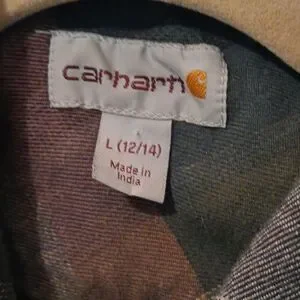 carhartt
L (12/14)
Made in
India